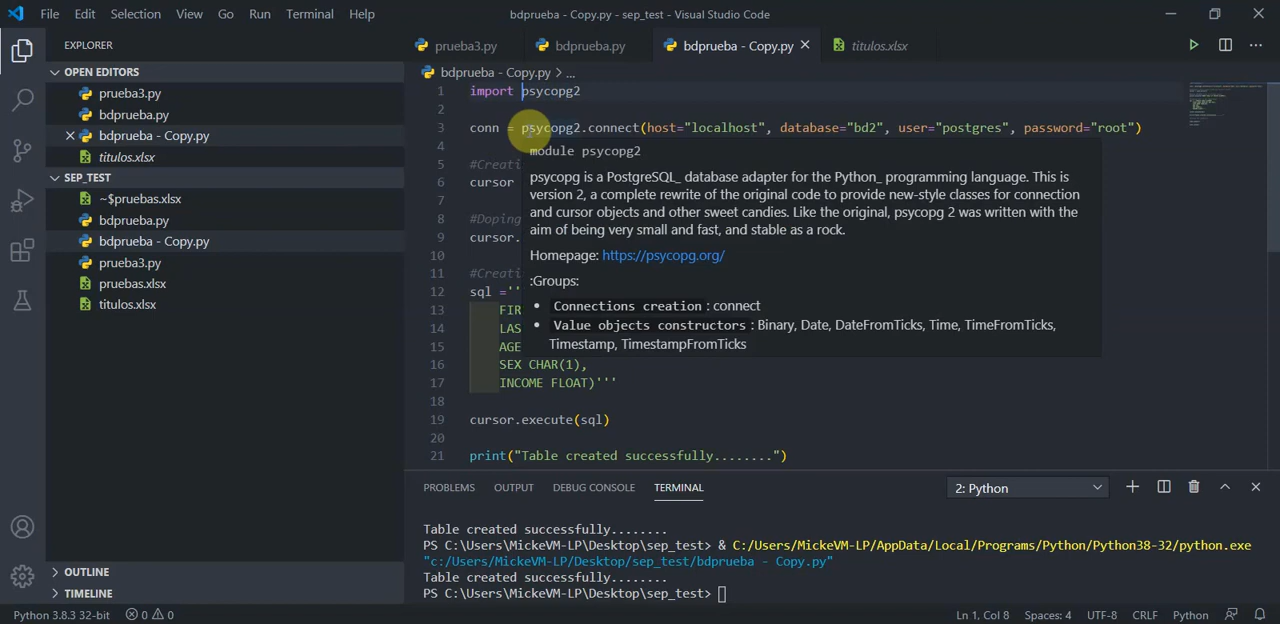 File Edit Selection View Go Run Terminal Help
bdprueba - Copy.py - sep_test - Visual Studio Code
EXPLORER
OPEN EDITORS
prueba3.py
bdprueba.py
bdprueba - Copy.py
titulos.xlsx
SEP_TEST
~$pruebas.xlsx
bdprueba.py
bdprueba - Copy.py
prueba3.py
pruebas.xlsx
titulos.xlsx
OUTLINE
TIMELINE
prueba3.py bdprueba.py bdprueba - Copy.py titulos.xlsx
bdprueba - Copy.py > ...
1 import psycopg2
2
3 conn = psycopg2.connect(host="localhost", database="bd2", user="postgres", password="root")
4
module psycopg2
psycopg is a PostgreSQL_ database adapter for the Python_ programming language. This is
version 2, a complete rewrite of the original code to provide new-style classes for connection
and cursor objects and other sweet candies. Like the original, psycopg 2 was written with the
aim of being very small and fast, and stable as a rock.
Homepage: https://psycopg.org/
:Groups:
• Connections creation : connect
• Value objects constructors : Binary, Date, DateFromTicks, Time, TimeFromTicks,
Timestamp, TimestampFromTicks
5 #Creati
6 cursor
7
8 #Doping
9 cursor.
10
11 #Creati
12 sql =''
13 FIR
14 LAS
15 AGE
16 SEX CHAR(1),
17 INCOME FLOAT)'''
18
19 cursor.execute(sql)
20
21 print("Table created successfully........")
PROBLEMS OUTPUT DEBUG CONSOLE TERMINAL
2: Python
Table created successfully........
PS C:\Users\MickeVM-LP\Desktop\sep_test> & C:/Users/MickeVM-LP/AppData/Local/Programs/Python/Python38-32/python.exe
"c:/Users/MickeVM-LP/Desktop/sep_test/bdprueba - Copy.py"
Table created successfully........
PS C:\Users\MickeVM-LP\Desktop\sep_test>
Python 3.8.3 32-bit 0 0 Ln 1, Col 8 Spaces: 4 UTF-8 CRLF Python